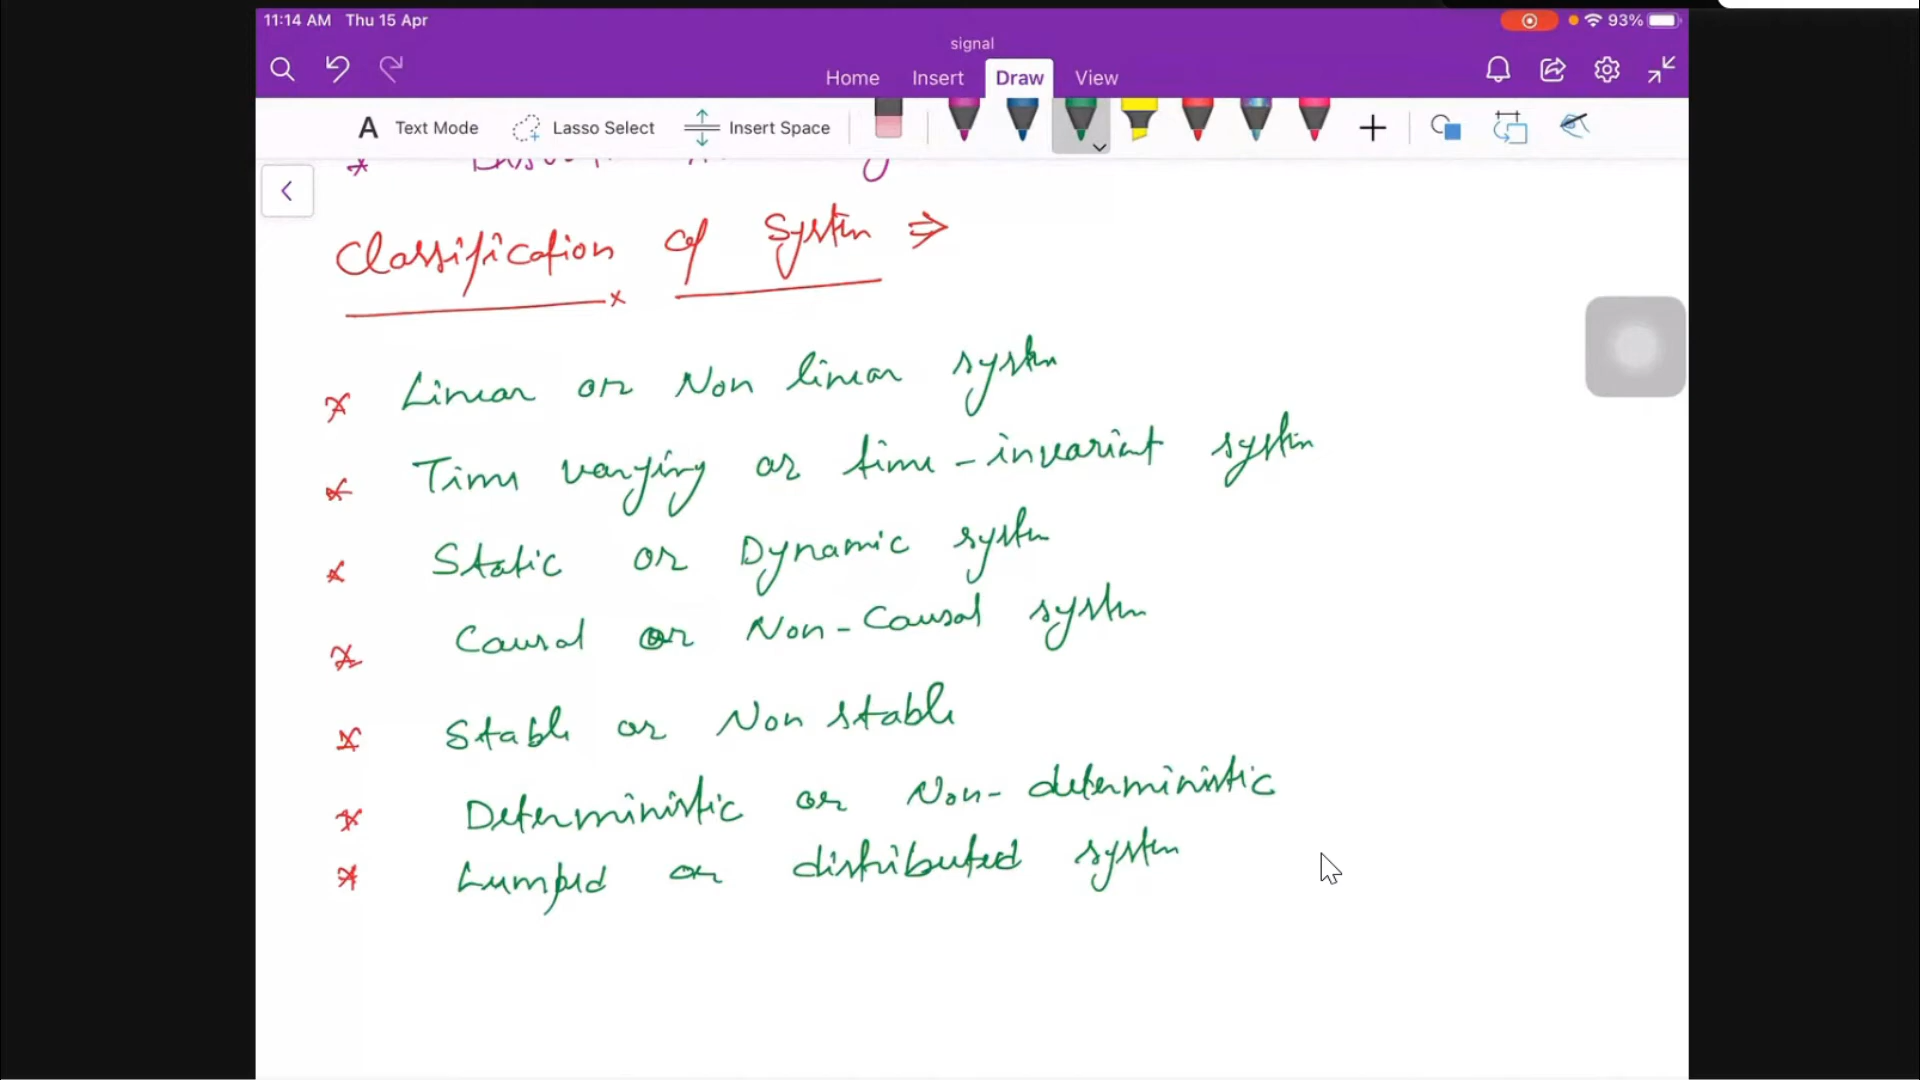 11:14 AM Thu 15 Apr
93%
signal
Home Insert Draw View
A Text Mode Lasso Select Insert Space
Classification of System ⇒
* Linear or Non linear system
* Time varying or time-invariant system
* Static or Dynamic system
* Causal or Non-Causal system
* Stable or Non stable
* Deterministic or Non-deterministic
* Lumped or distributed system